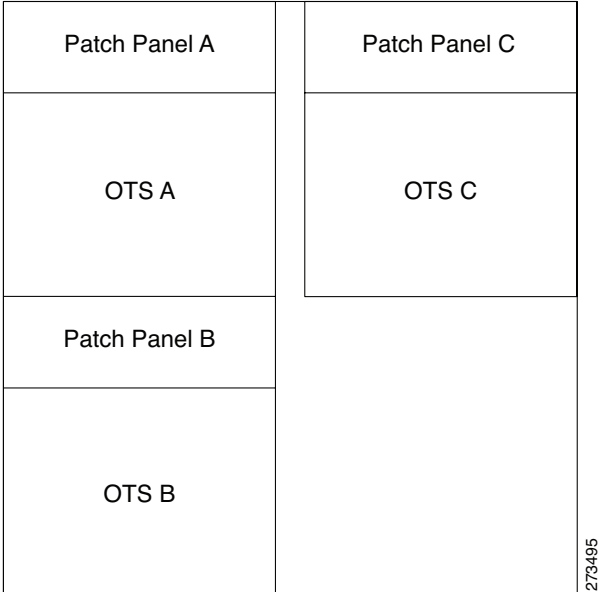 Patch Panel A
OTS A
Patch Panel B
OTS B
Patch Panel C
OTS C
273495